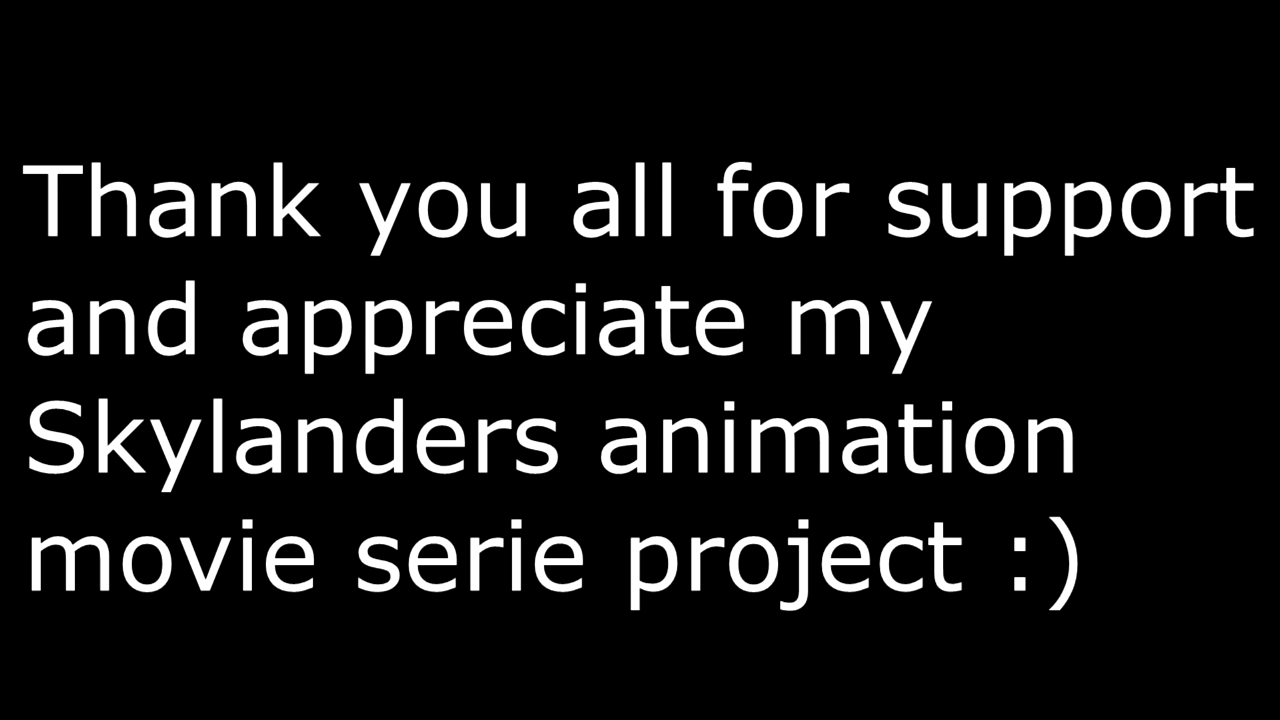 Thank you all for support
and appreciate my
Skylanders animation
movie serie project :)